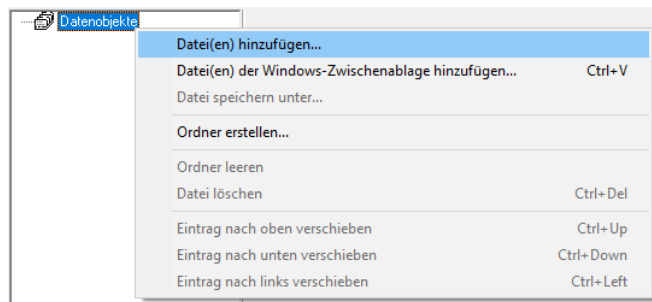 Datenobjekte
Datei(en) hinzufügen...
Datei(en) der Windows-Zwischenablage hinzufügen... Ctrl+V
Datei speichern unter...
Ordner erstellen...
Ordner leeren
Datei löschen Ctrl+Del
Eintrag nach oben verschieben Ctrl+Up
Eintrag nach unten verschieben Ctrl+Down
Eintrag nach links verschieben Ctrl+Left